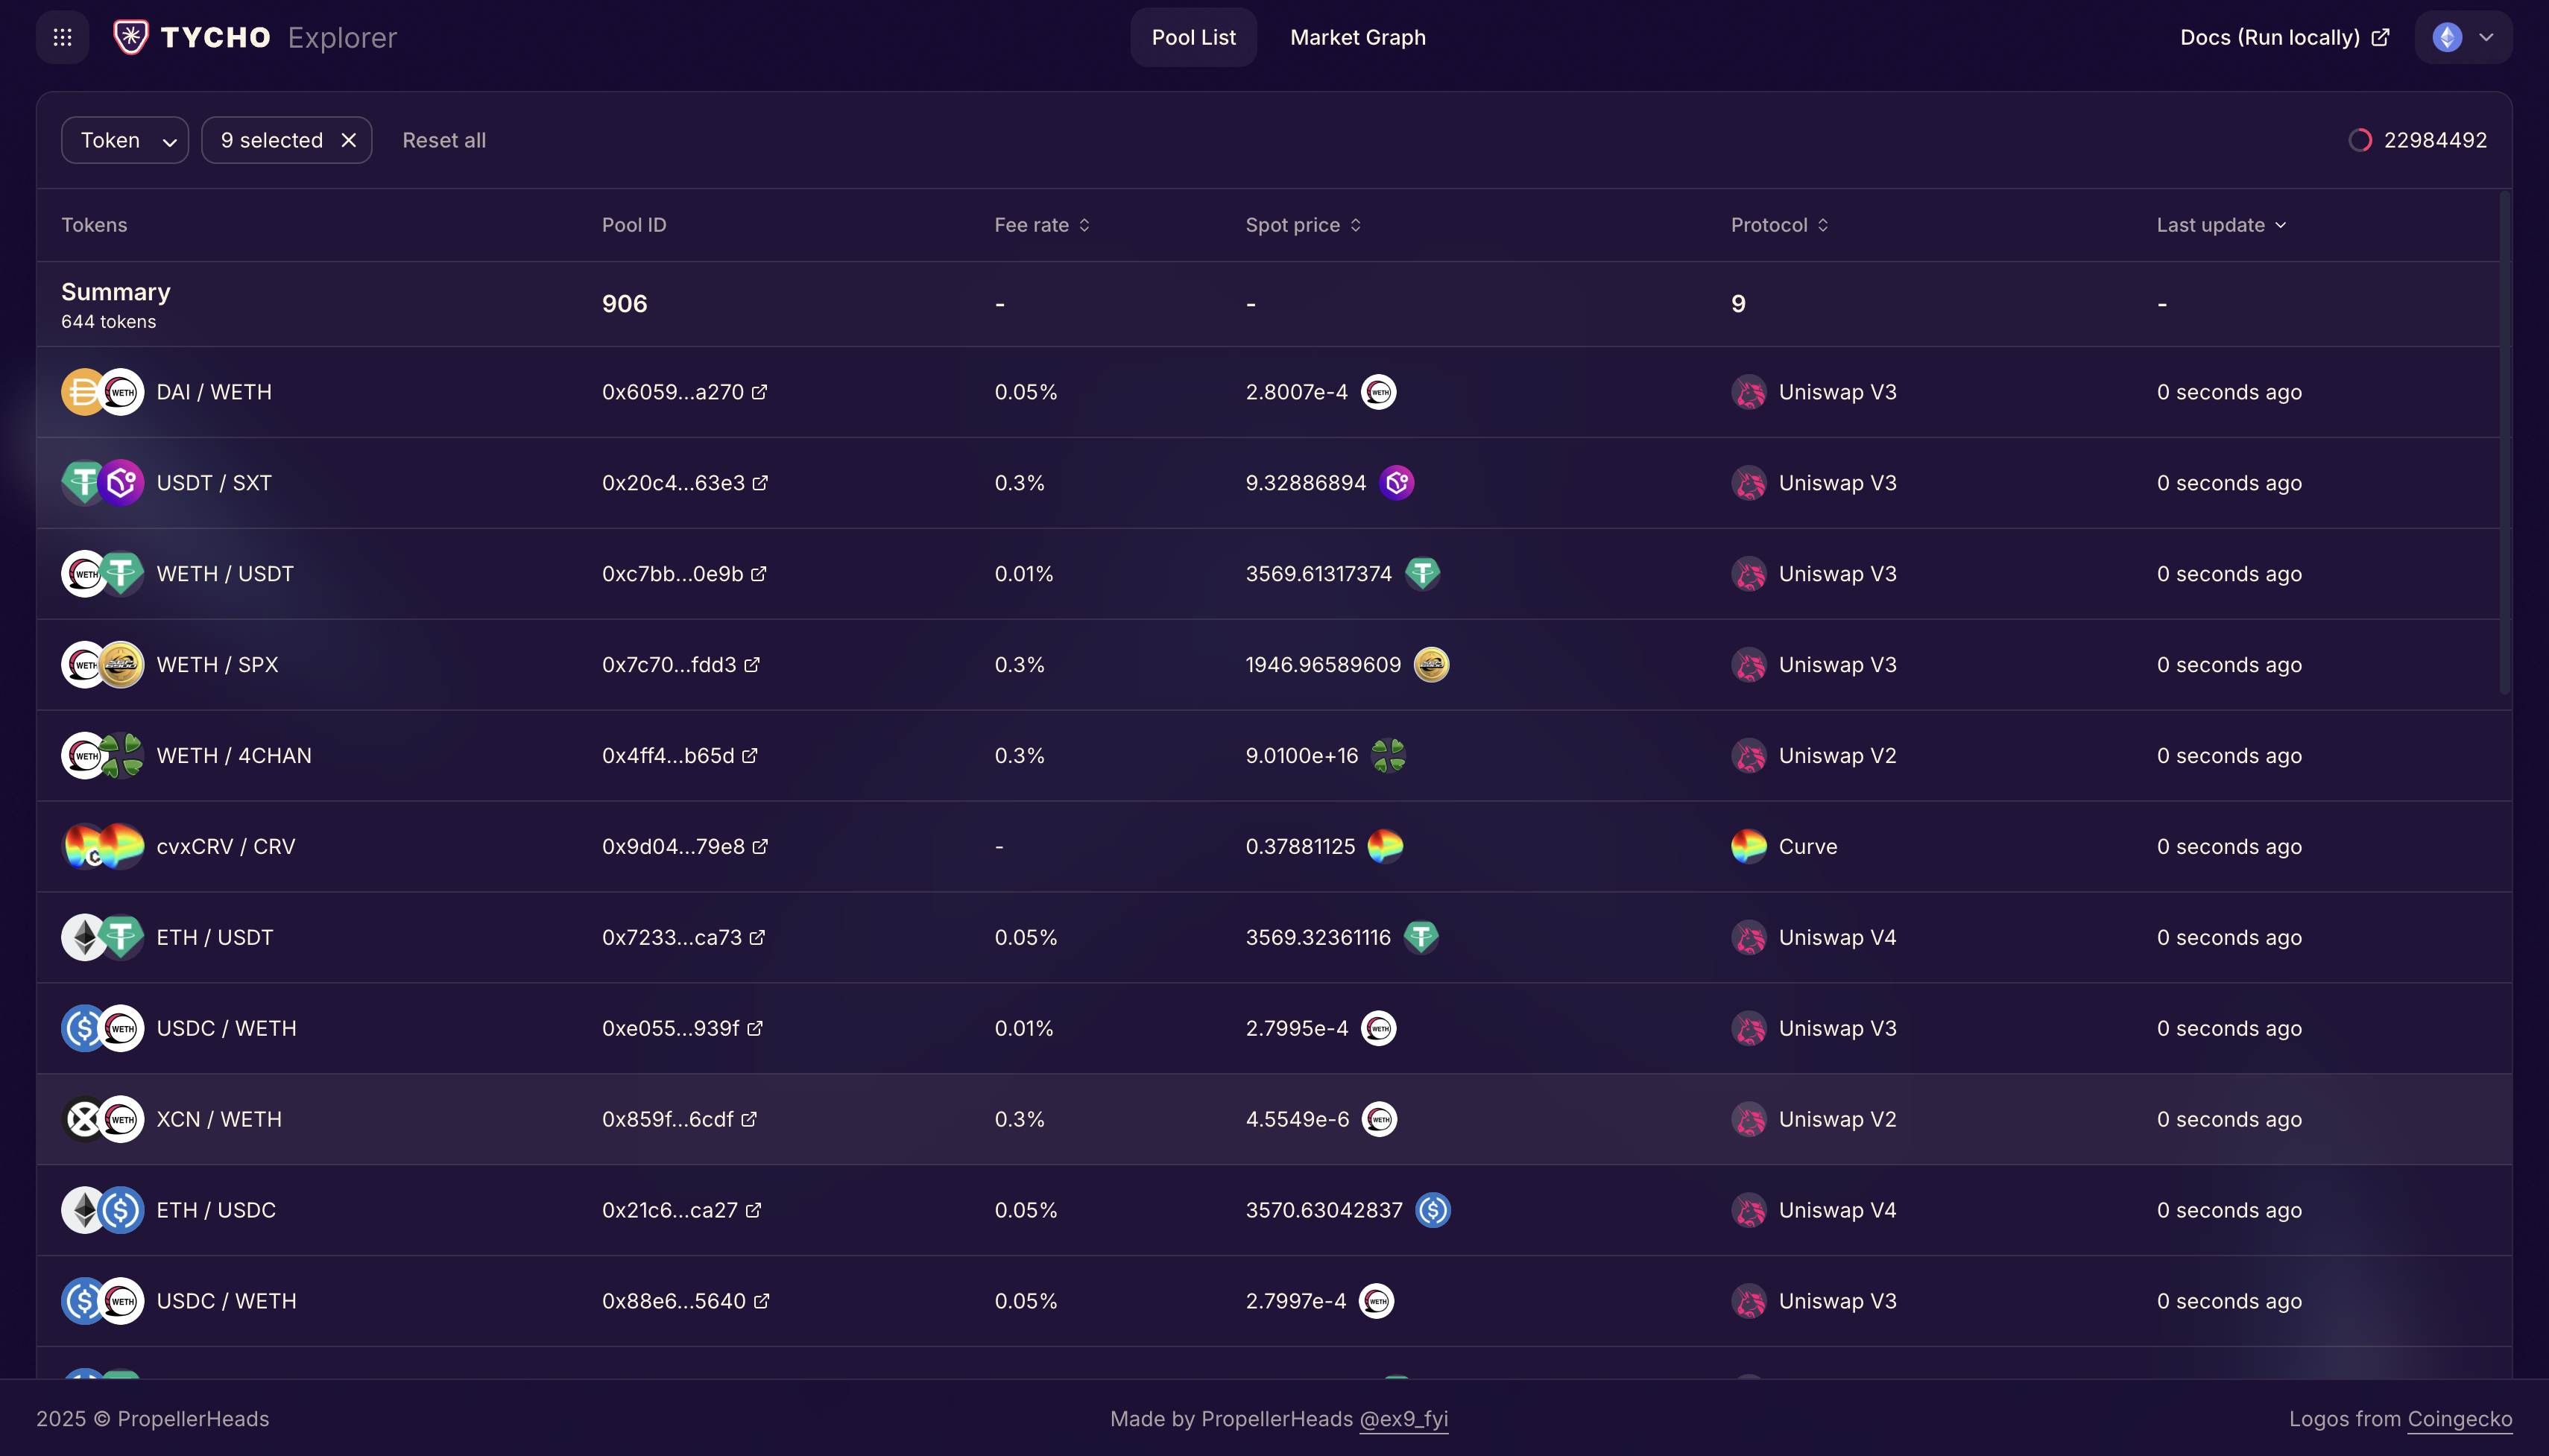 TYCHO Explorer Pool List Market Graph Docs (Run locally)
Token 9 selected Reset all 22984492
Tokens Pool ID Fee rate Spot price Protocol Last update
Summary 906 - - 9 -
644 tokens
DAI / WETH 0x6059...a270 0.05% 2.8007e-4 Uniswap V3 0 seconds ago
USDT / SXT 0x20c4...63e3 0.3% 9.32886894 Uniswap V3 0 seconds ago
WETH / USDT 0xc7bb...0e9b 0.01% 3569.61317374 Uniswap V3 0 seconds ago
WETH / SPX 0x7c70...fdd3 0.3% 1946.96589609 Uniswap V3 0 seconds ago
WETH / 4CHAN 0x4ff4...b65d 0.3% 9.0100e+16 Uniswap V2 0 seconds ago
cvxCRV / CRV 0x9d04...79e8 - 0.37881125 Curve 0 seconds ago
ETH / USDT 0x7233...ca73 0.05% 3569.32361116 Uniswap V4 0 seconds ago
USDC / WETH 0xe055...939f 0.01% 2.7995e-4 Uniswap V3 0 seconds ago
XCN / WETH 0x859f...6cdf 0.3% 4.5549e-6 Uniswap V2 0 seconds ago
ETH / USDC 0x21c6...ca27 0.05% 3570.63042837 Uniswap V4 0 seconds ago
USDC / WETH 0x88e6...5640 0.05% 2.7997e-4 Uniswap V3 0 seconds ago
2025 © PropellerHeads Made by PropellerHeads @ex9_fyi Logos from Coingecko